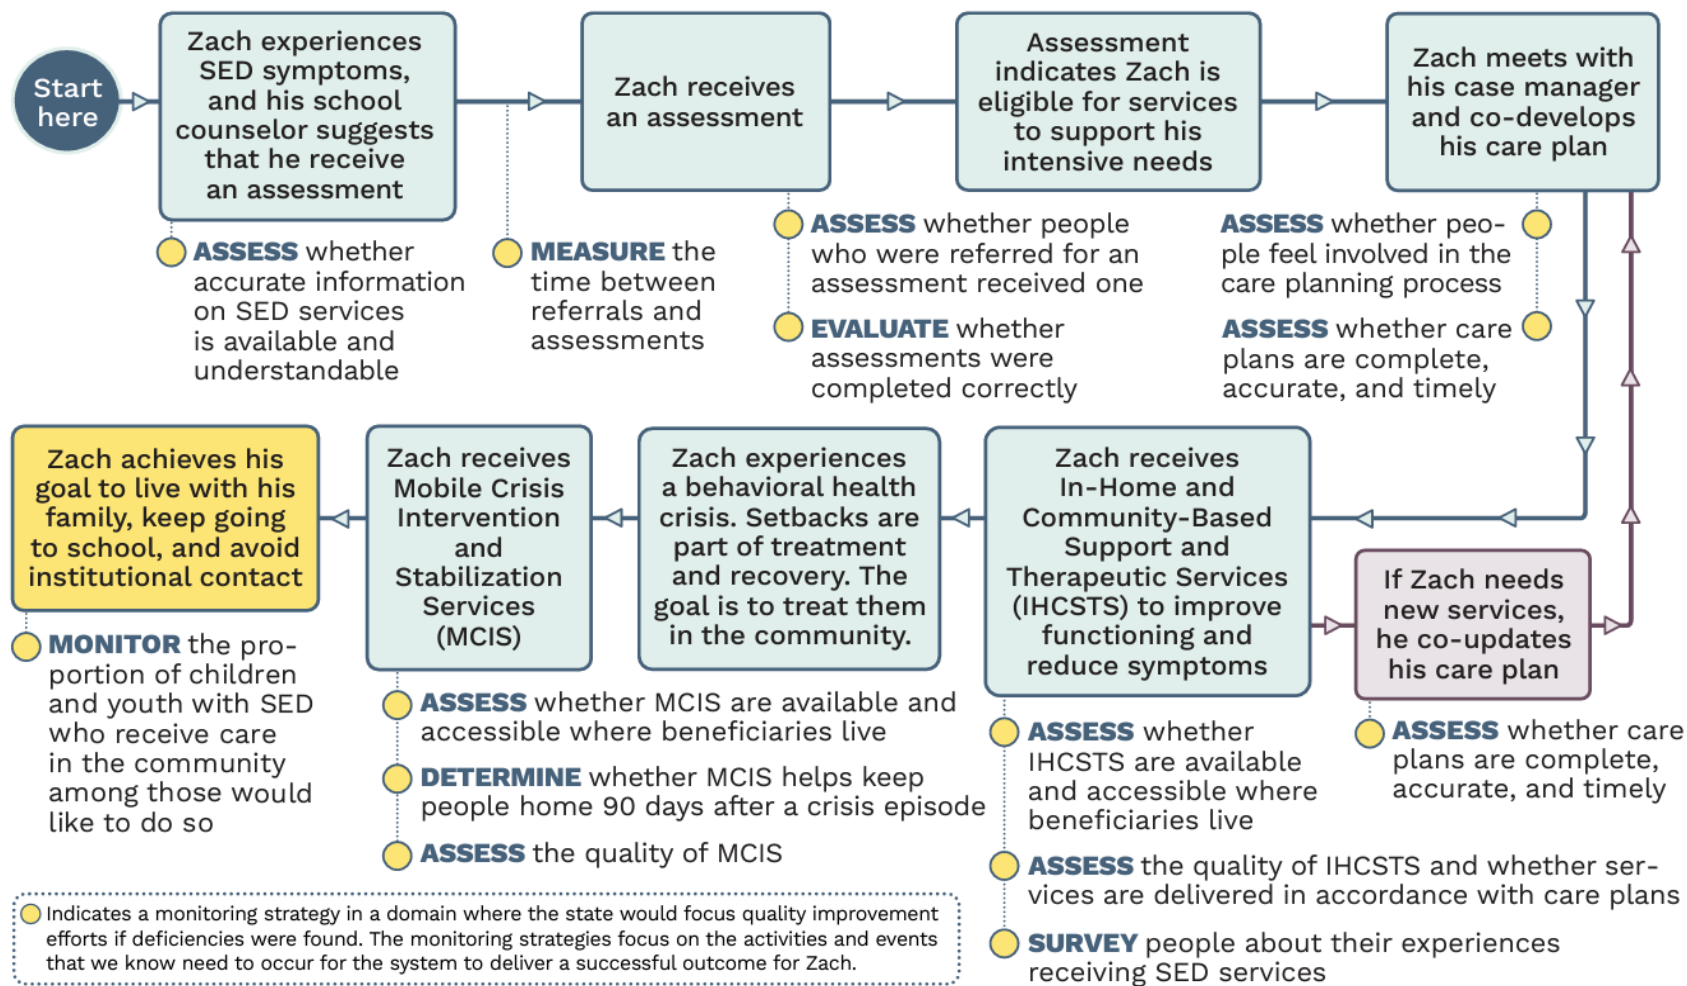 Start
here
Zach experiences
SED symptoms,
and his school
counselor suggests
that he receive
an assessment
Zach receives
an assessment
Assessment
indicates Zach is
eligible for services
to support his
intensive needs
Zach meets with
his case manager
and co-develops
his care plan
ASSESS whether
accurate information
on SED services
is available and
understandable
MEASURE the
time between
referrals and
assessments
ASSESS whether people
who were referred for an
assessment received one
EVALUATE whether
assessments were
completed correctly
ASSESS whether peo-
ple feel involved in the
care planning process
ASSESS whether care
plans are complete,
accurate, and timely
Zach achieves his
goal to live with his
family, keep going
to school, and avoid
institutional contact
Zach receives
Mobile Crisis
Intervention
and
Stabilization
Services
(MCIS)
Zach experiences
a behavioral health
crisis. Setbacks are
part of treatment
and recovery. The
goal is to treat them
in the community.
Zach receives
In-Home and
Community-Based
Support and
Therapeutic Services
(IHCSTS) to improve
functioning and
reduce symptoms
If Zach needs
new services,
he co-updates
his care plan
MONITOR the pro-
portion of children
and youth with SED
who receive care
in the community
among those would
like to do so
ASSESS whether MCIS are available and
accessible where beneficiaries live
DETERMINE whether MCIS helps keep
people home 90 days after a crisis episode
ASSESS the quality of MCIS
ASSESS whether
IHCSTS are available
and accessible where
beneficiaries live
ASSESS the quality of IHCSTS and whether ser-
vices are delivered in accordance with care plans
SURVEY people about their experiences
receiving SED services
ASSESS whether care
plans are complete,
accurate, and timely
Indicates a monitoring strategy in a domain where the state would focus quality improvement
efforts if deficiencies were found. The monitoring strategies focus on the activities and events
that we know need to occur for the system to deliver a successful outcome for Zach.